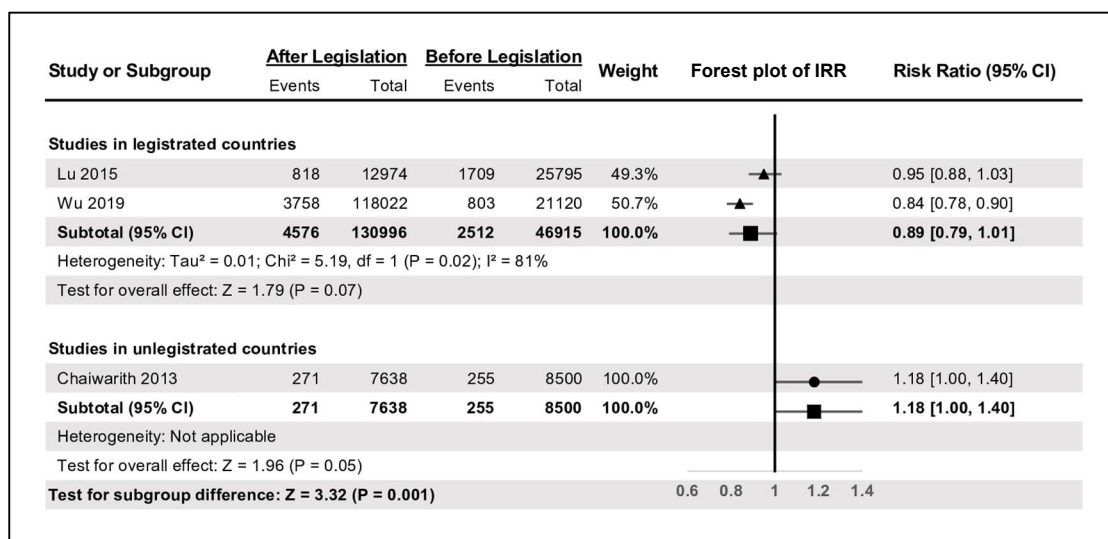 Study or Subgroup After Legislation Before Legislation Weight Forest plot of IRR Risk Ratio (95% CI)
Events Total Events Total
Studies in legistrated countries
Lu 2015 818 12974 1709 25795 49.3% 0.95 [0.88, 1.03]
Wu 2019 3758 118022 803 21120 50.7% 0.84 [0.78, 0.90]
Subtotal (95% CI) 4576 130996 2512 46915 100.0% 0.89 [0.79, 1.01]
Heterogeneity: Tau² = 0.01; Chi² = 5.19, df = 1 (P = 0.02); I² = 81%
Test for overall effect: Z = 1.79 (P = 0.07)
Studies in unlegistrated countries
Chaiwarith 2013 271 7638 255 8500 100.0% 1.18 [1.00, 1.40]
Subtotal (95% CI) 271 7638 255 8500 100.0% 1.18 [1.00, 1.40]
Heterogeneity: Not applicable
Test for overall effect: Z = 1.96 (P = 0.05)
Test for subgroup difference: Z = 3.32 (P = 0.001) 0.6 0.8 1 1.2 1.4